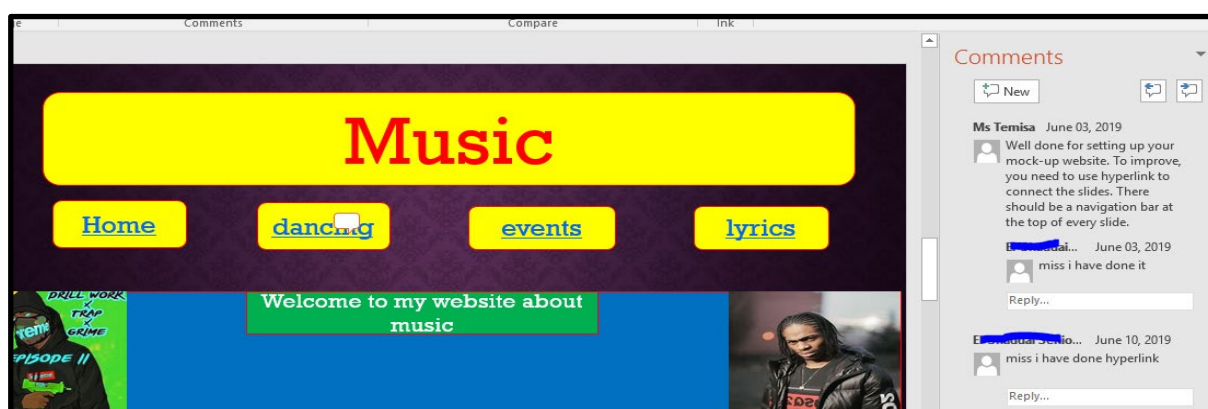 Comments Compare Ink
Comments
New
Music
Home dancing events lyrics
Welcome to my website about
music
DRILL WORK
X
TRAP
X
GRIME
EPISODE II
Ms Temisa June 03, 2019
Well done for setting up your
mock-up website. To improve,
you need to use hyperlink to
connect the slides. There
should be a navigation bar at
the top of every slide.
June 03, 2019
miss i have done it
Reply...
June 10, 2019
miss i have done hyperlink
Reply...